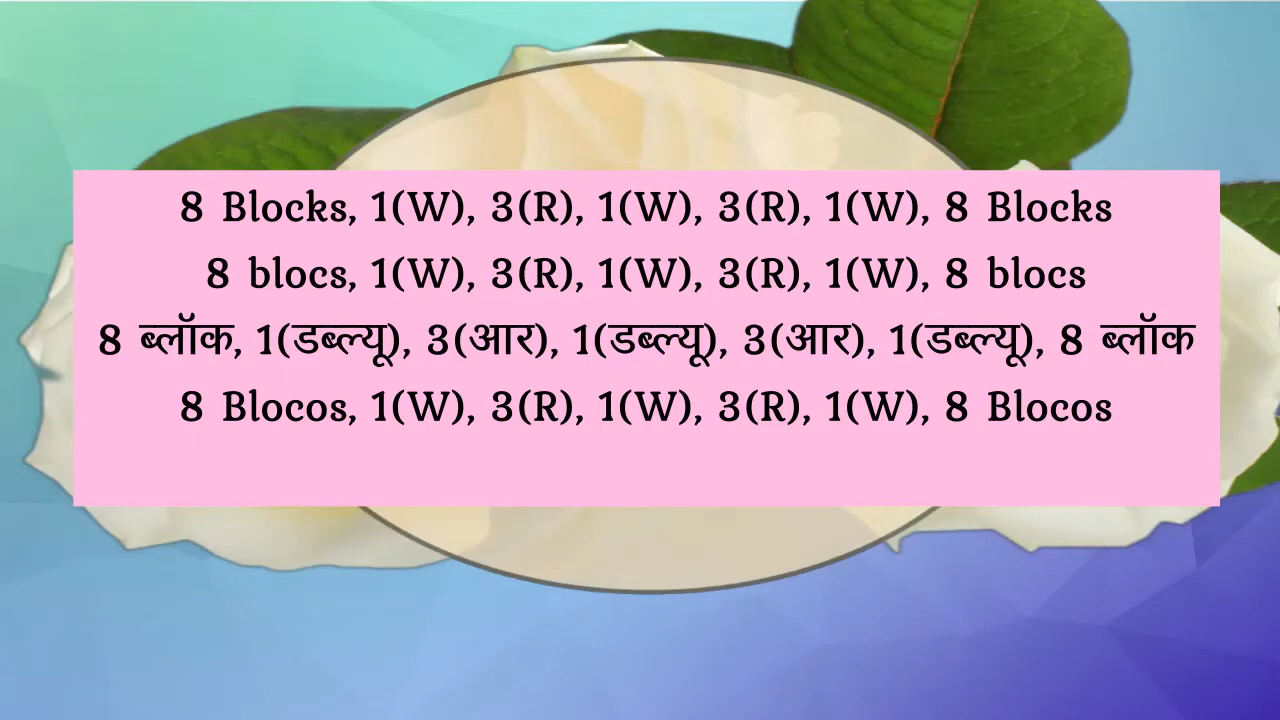 8 Blocks, 1(W), 3(R), 1(W), 3(R), 1(W), 8 Blocks
8 blocs, 1(W), 3(R), 1(W), 3(R), 1(W), 8 blocs
8 ब्लॉक, 1(डब्ल्यू), 3(आर), 1(डब्ल्यू), 3(आर), 1(डब्ल्यू), 8 ब्लॉक
8 Blocos, 1(W), 3(R), 1(W), 3(R), 1(W), 8 Blocos